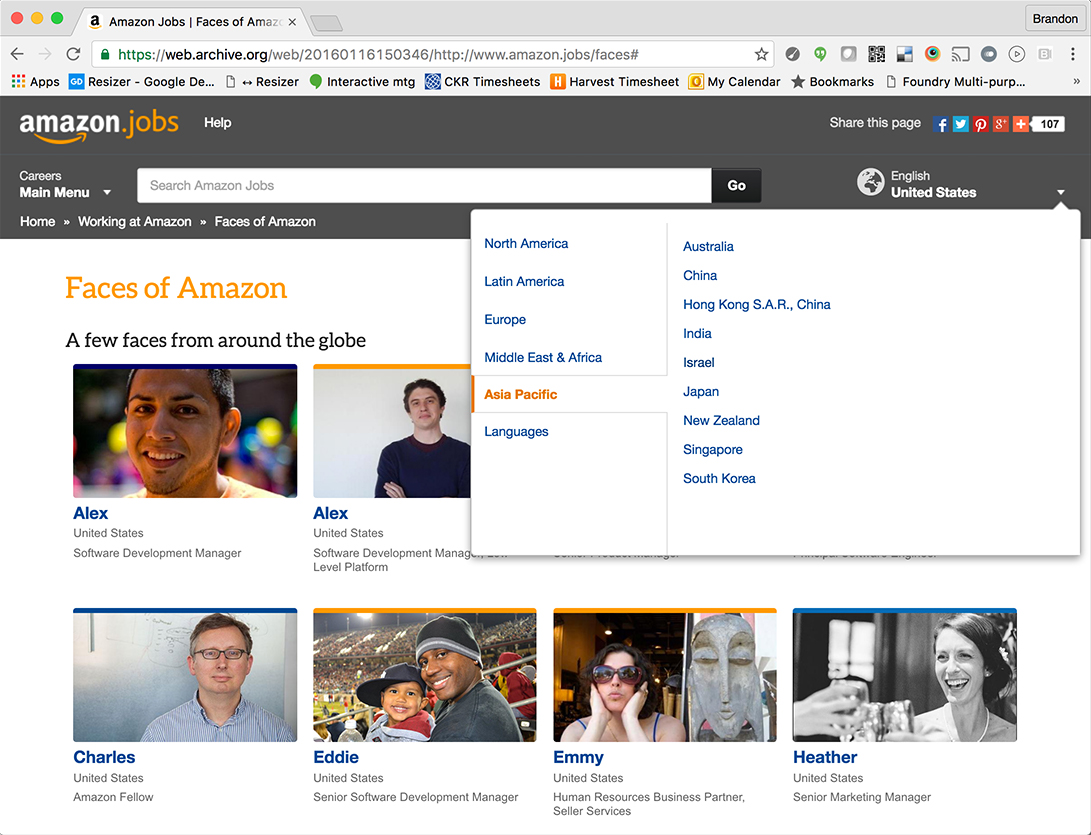 Amazon Jobs | Faces of Amaz
Brandon
https://web.archive.org/web/20160116150346/http://www.amazon.jobs/faces#
Apps
GD Resizer - Google De...
↔ Resizer
Interactive mtg
CKR Timesheets
H Harvest Timesheet
My Calendar
Bookmarks
Foundry Multi-purp...
»
amazon.jobs
Help
Share this page
107
Careers
Main Menu
Search Amazon Jobs
Go
English
United States
Home » Working at Amazon » Faces of Amazon
North America
Latin America
Europe
Middle East & Africa
Asia Pacific
Languages
Australia
China
Hong Kong S.A.R., China
India
Israel
Japan
New Zealand
Singapore
South Korea
Faces of Amazon
A few faces from around the globe
Alex
United States
Software Development Manager
Alex
United States
Software Development Manager, Low
Level Platform
Charles
United States
Amazon Fellow
Eddie
United States
Senior Software Development Manager
Emmy
United States
Human Resources Business Partner,
Seller Services
Heather
United States
Senior Marketing Manager